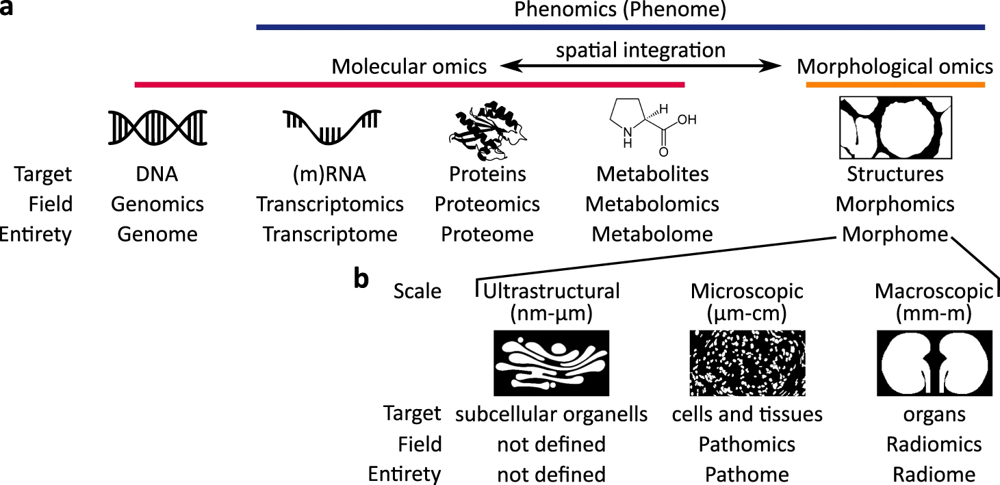 a
Phenomics (Phenome)
spatial integration
Molecular omics
Morphological omics
H
N
H
OH
O
Target DNA (m)RNA Proteins Metabolites Structures
Field Genomics Transcriptomics Proteomics Metabolomics Morphomics
Entirety Genome Transcriptome Proteome Metabolome Morphome
b
Scale Ultrastructural Microscopic Macroscopic
(nm-µm) (µm-cm) (mm-m)
Target subcellular organells cells and tissues organs
Field not defined Pathomics Radiomics
Entirety not defined Pathome Radiome